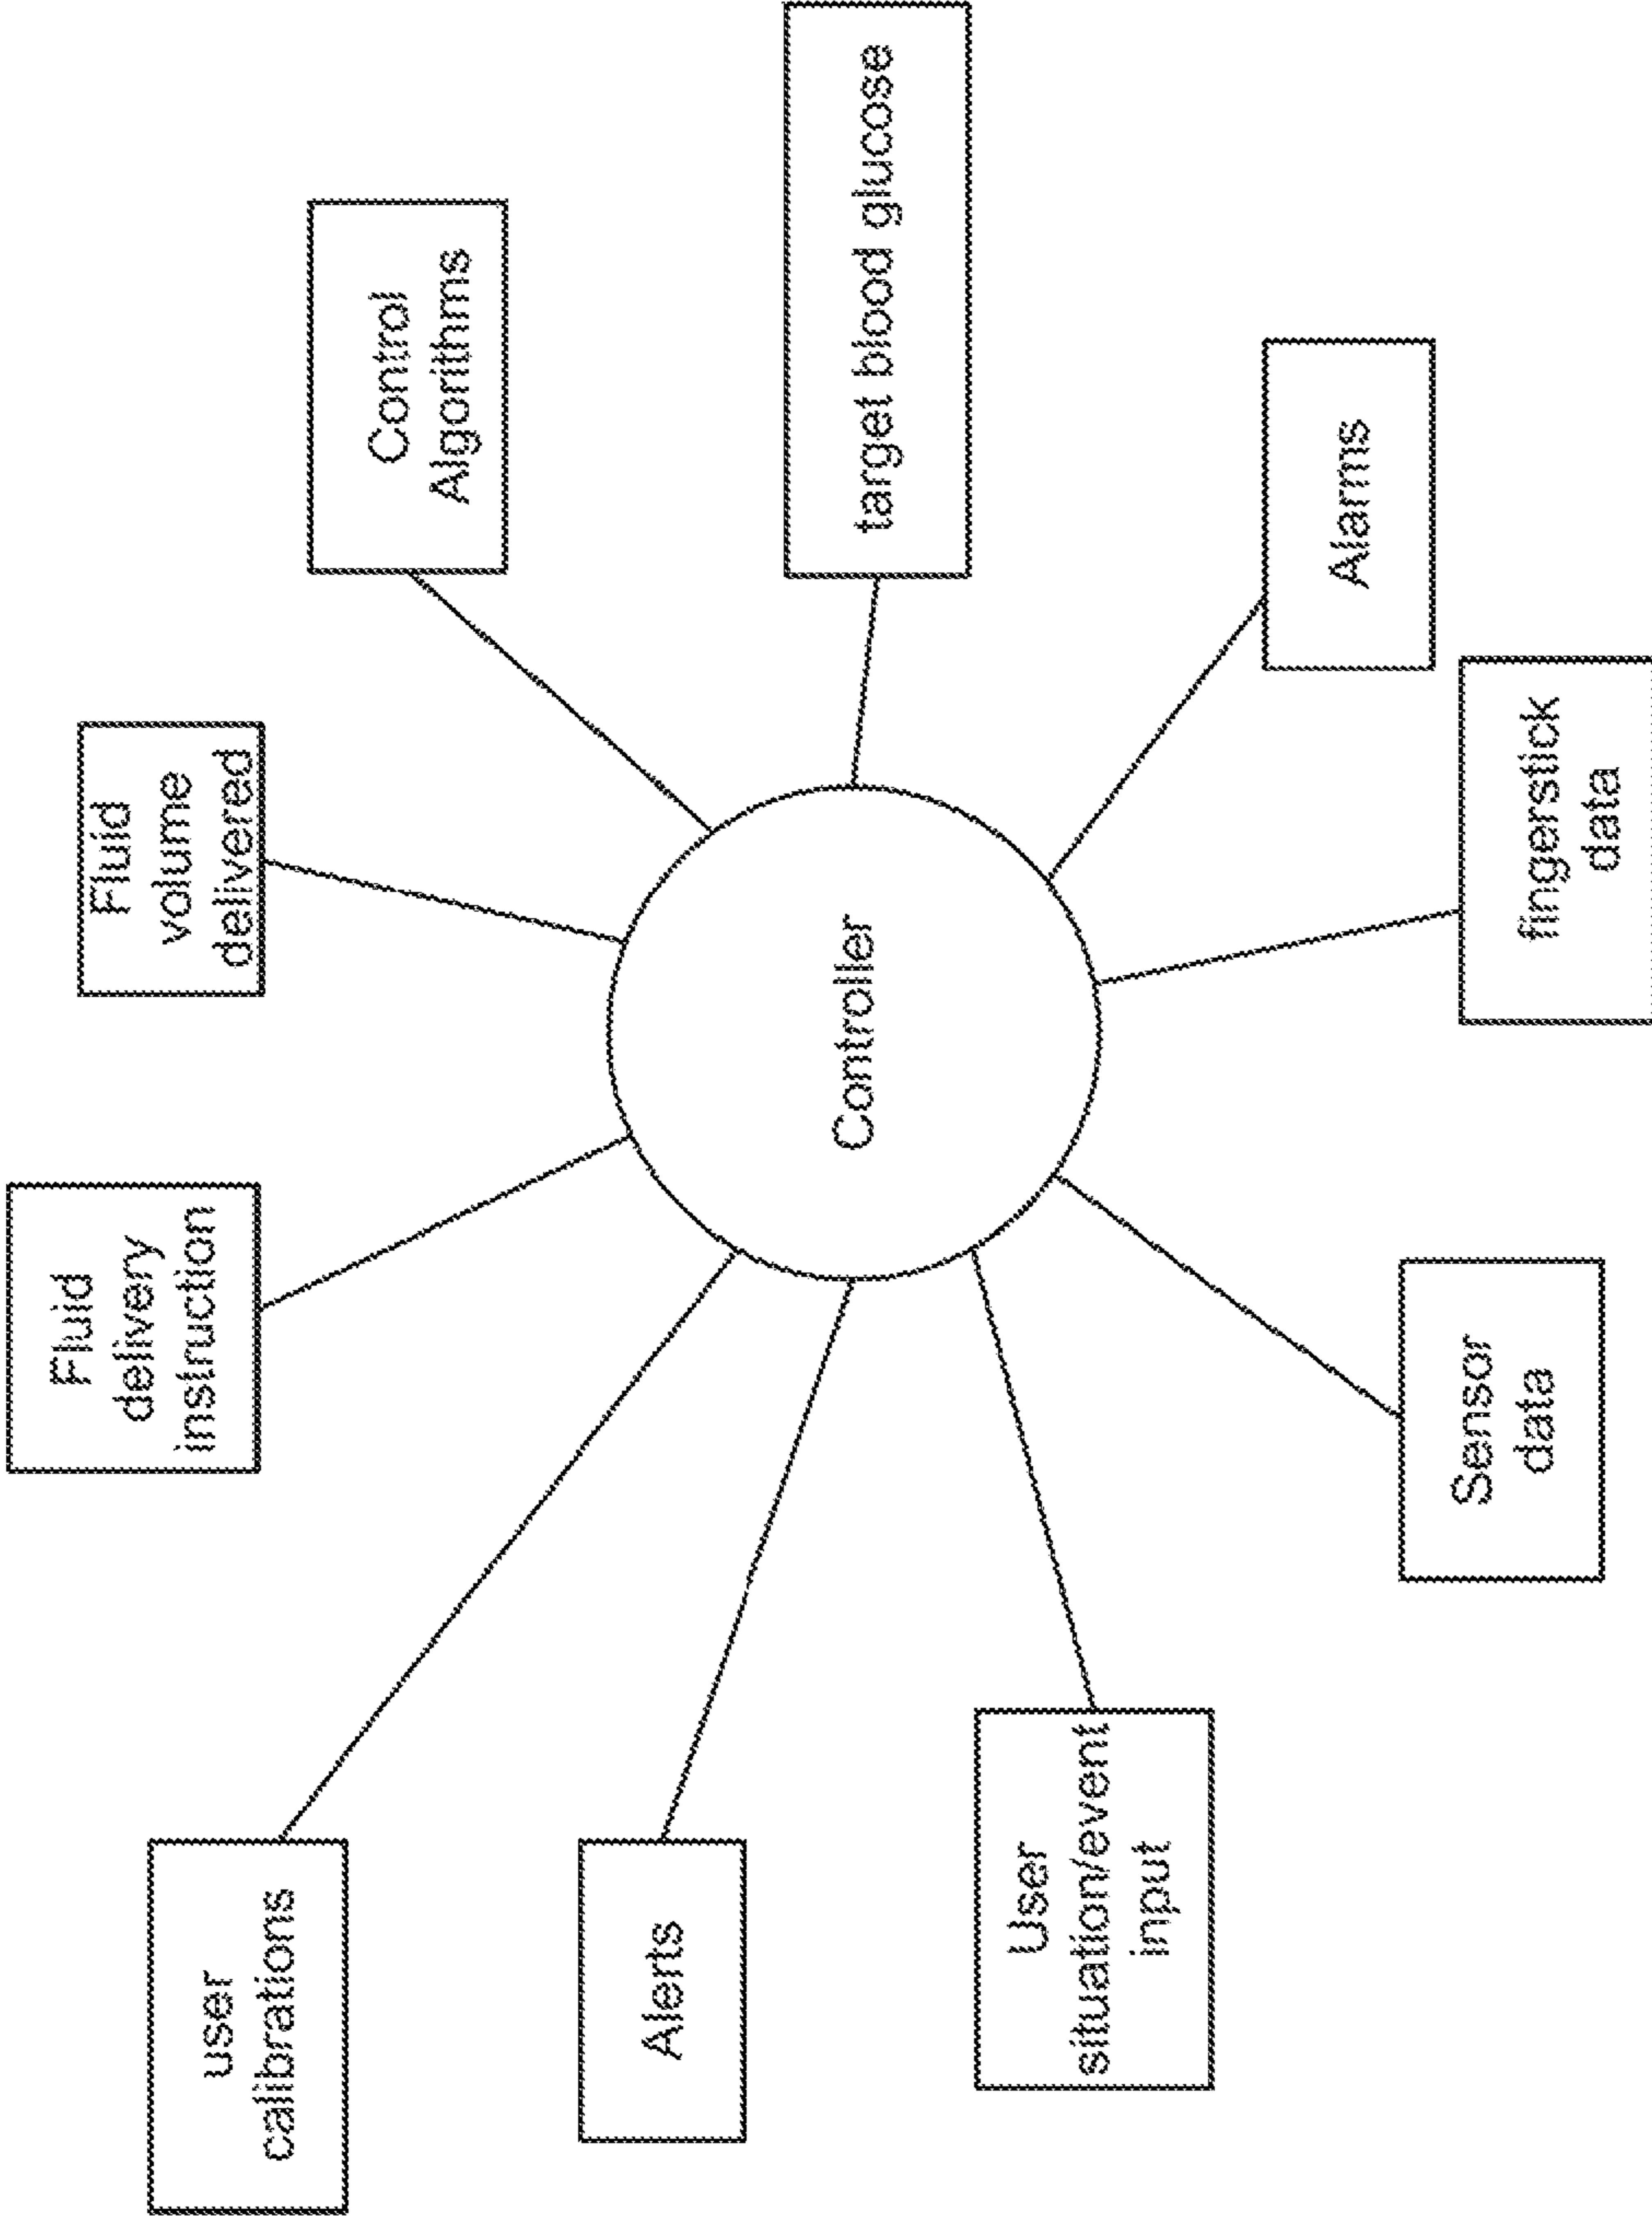 Fluid
delivery
instruction
Fluid
volume
delivered
user
calibrations
Control
Algorithms
Alerts
Controller
target blood glucose
User
situation/event
input
Sensor
data
fingerstick
data
Alarms